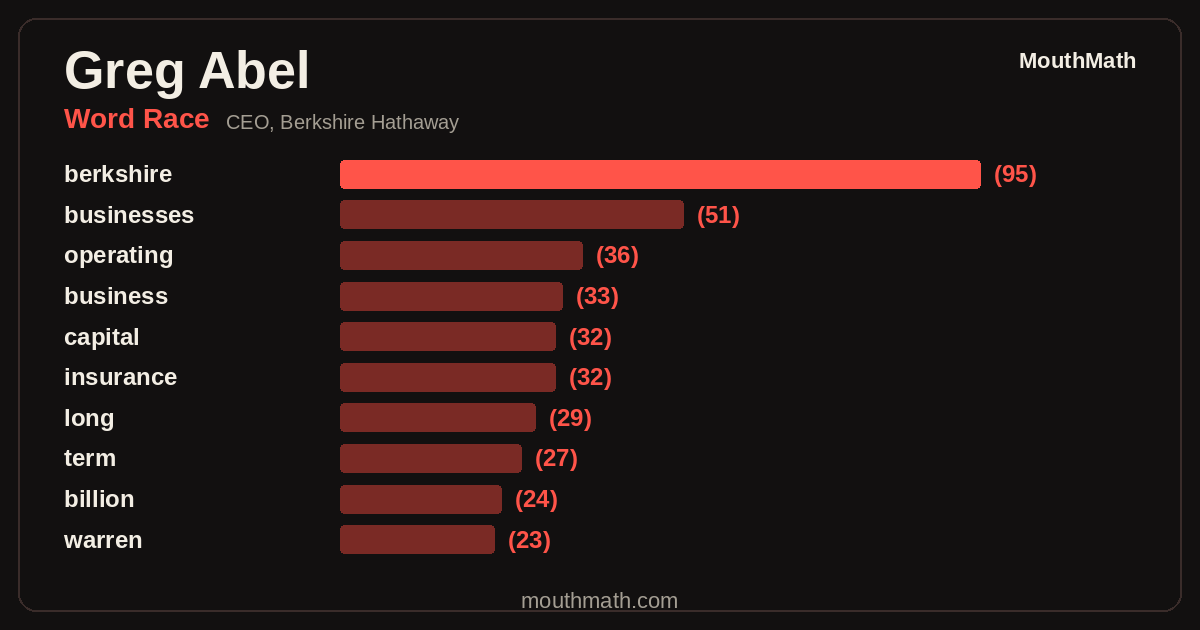 Greg Abel
MouthMath
Word Race CEO, Berkshire Hathaway
berkshire (95)
businesses (51)
operating (36)
business (33)
capital (32)
insurance (32)
long (29)
term (27)
billion (24)
warren (23)
mouthmath.com